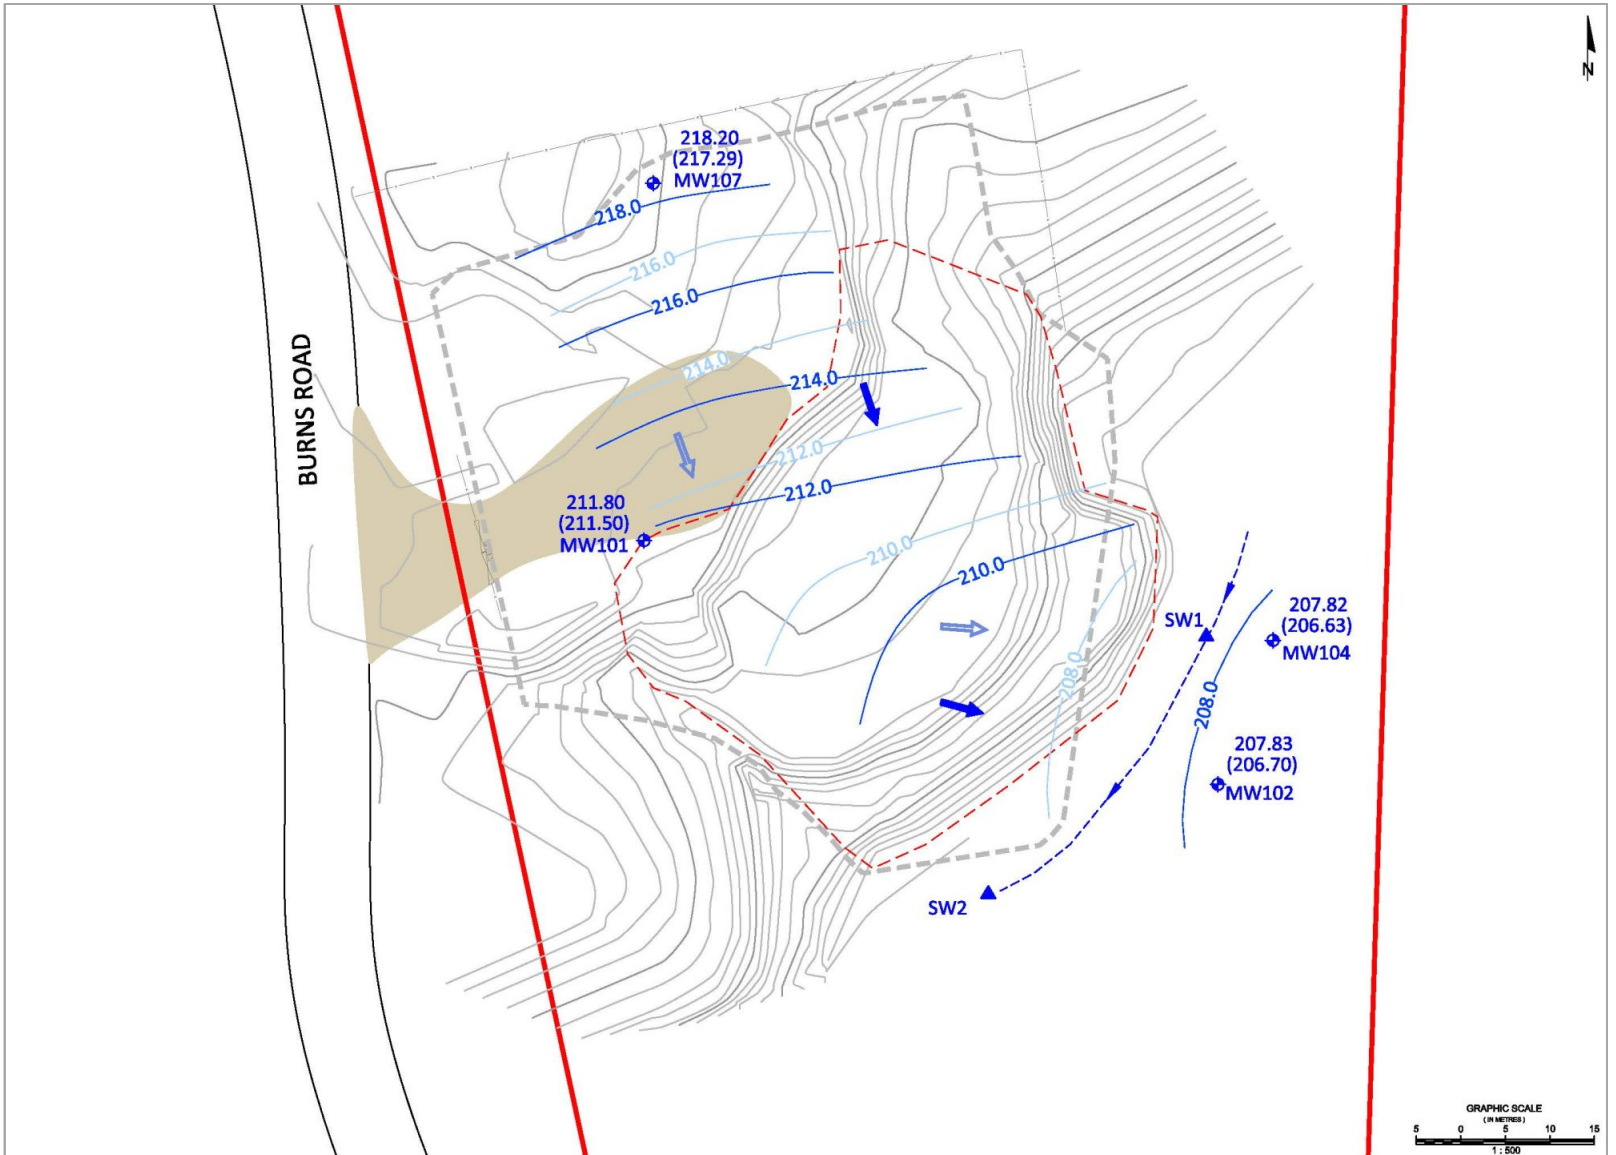 N
218.20
(217.29)
MW107
218.0
216.0
216.0
214.0
214.0
BURNS ROAD
212.0
212.0
211.80
(211.50)
MW101
210.0
210.0
SW1
207.82
(206.63)
MW104
208.0
208.0
207.83
(206.70)
MW102
SW2
GRAPHIC SCALE
( IN METRES )
5 0 5 10 15
1 : 500